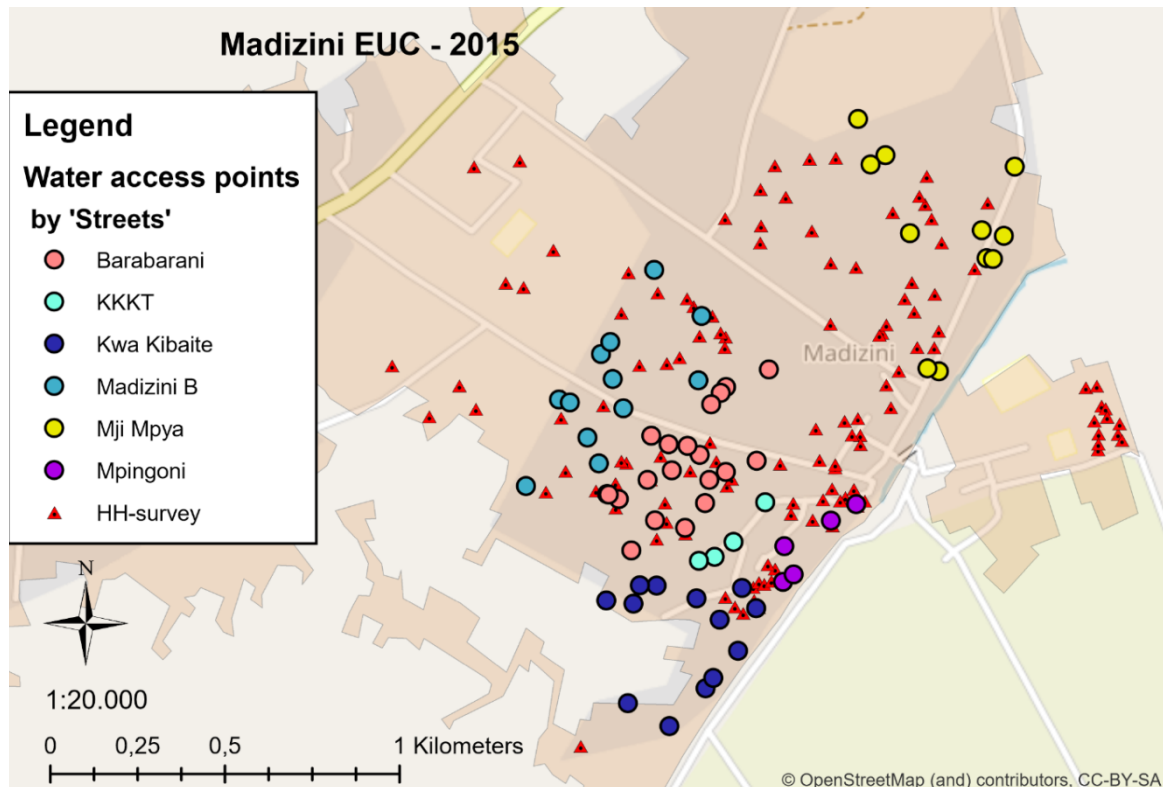 Madizini EUC - 2015
Legend
Water access points
by 'Streets'
Barabarani
KKKT
Kwa Kibaite
Madizini B
Mji Mpya
Mpingoni
HH-survey
Madizini
N
1:20.000
0 0,25 0,5 1 Kilometers
© OpenStreetMap (and) contributors, CC-BY-SA